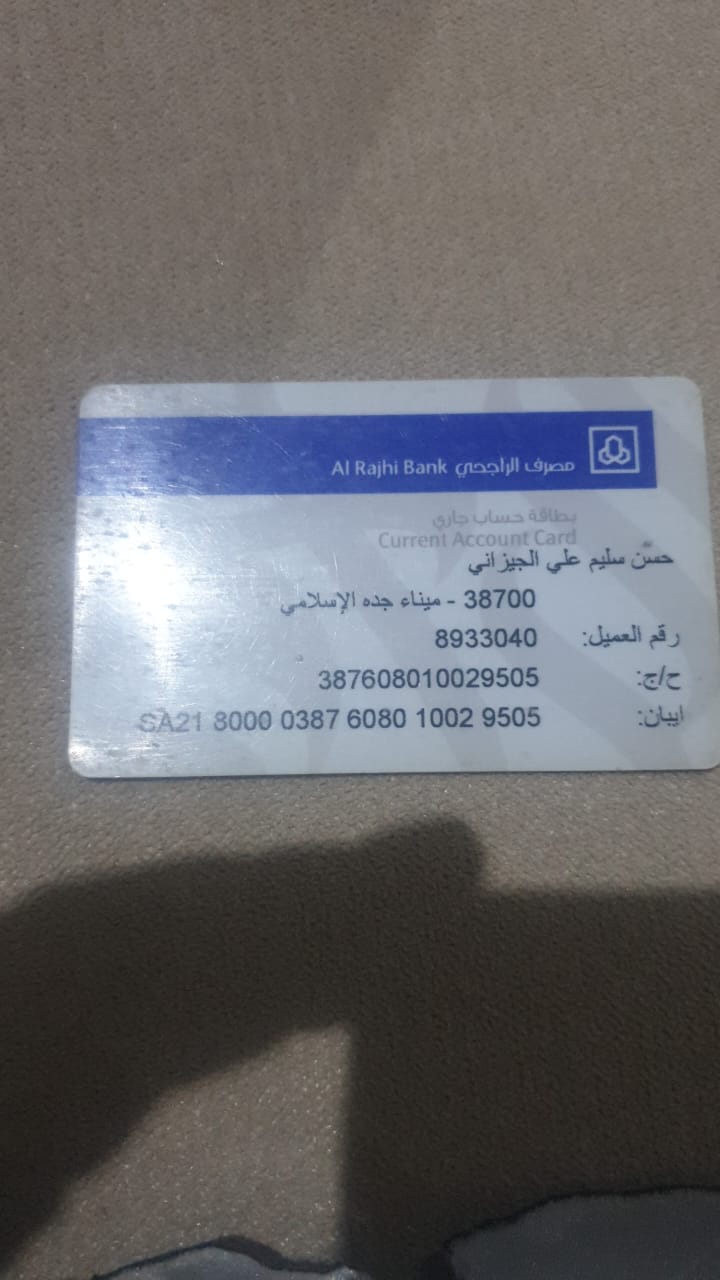 مصرف الراجحي Al Rajhi Bank
بطاقة حساب جاري
Current Account Card
حسن سليم علي الجيزاني
38700 - ميناء جده الإسلامي
رقم العميل: 8933040
ح/ج: 387608010029505
ايبان: SA21 8000 0387 6080 1002 9505